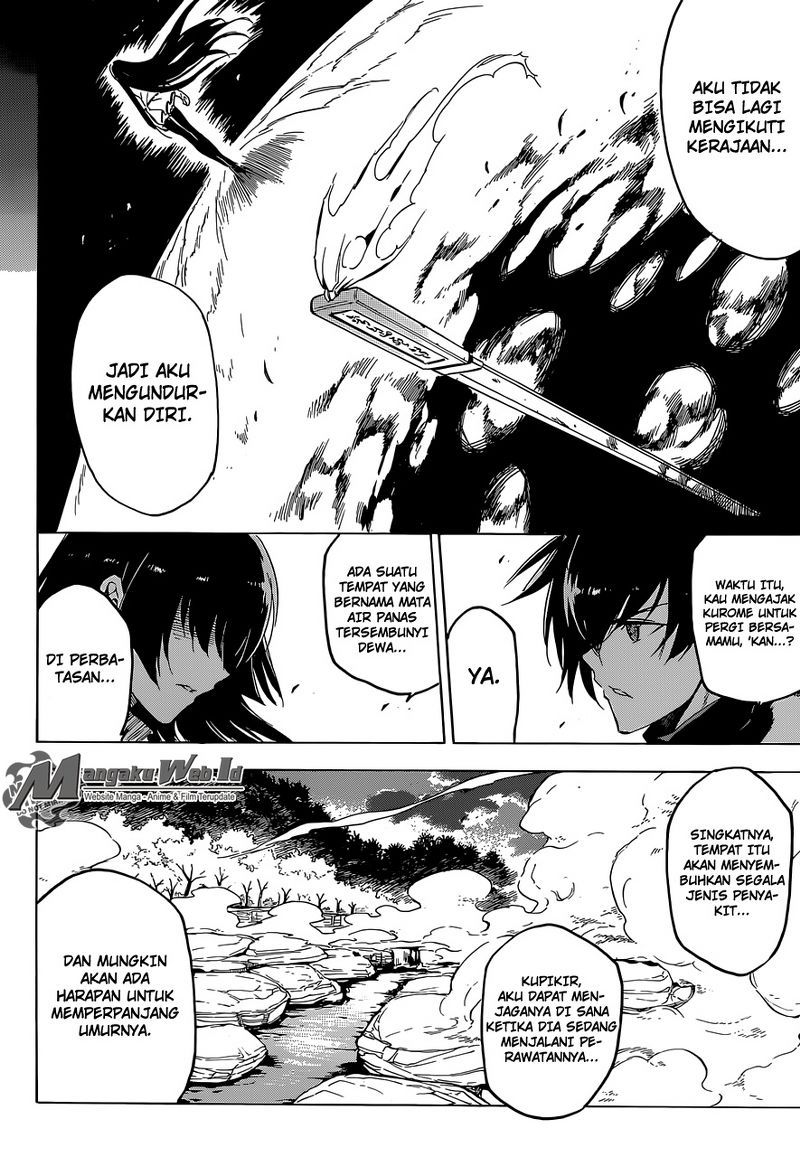 AKU TIDAK
BISA LAGI
MENGIKUTI
KERAJAAN...
JADI AKU
MENGUNDUR-
KAN DIRI.
WAKTU ITU,
KAU MENGAJAK
KUROME UNTUK
PERGI BERSA-
MAMU, 'KAN...?
YA.
ADA SUATU
TEMPAT YANG
BERNAMA MATA
AIR PANAS
TERSEMBUNYI
DEWA...
DI PERBA-
TASAN...
Mangaku Web.Id
Website Manga - Anime & Film Terupdate
SINGKATNYA,
TEMPAT ITU
AKAN MENYEM-
BUHKAN SEGALA
JENIS PENYA-
KIT...
KUPIKIR,
AKU DAPAT MEN-
JAGANYA DI SANA
KETIKA DIA SEDANG
MENJALANI PE-
RAWATANNYA...
DAN MUNGKIN
AKAN ADA
HARAPAN UNTUK
MEMPERPANJANG
UMURNYA.